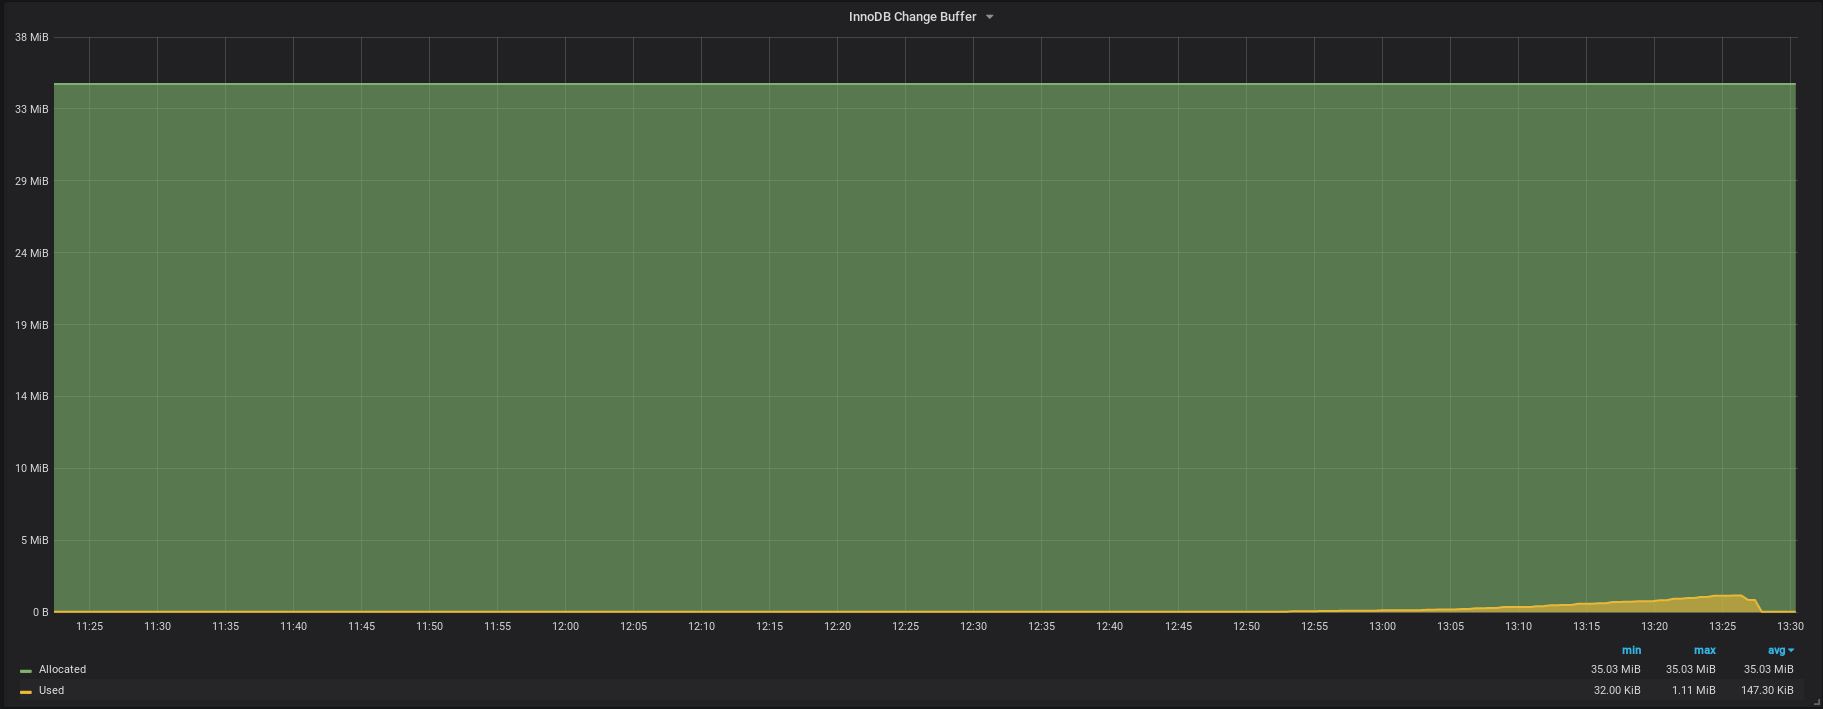 InnoDB Change Buffer
38 MiB
33 MiB
29 MiB
24 MiB
19 MiB
14 MiB
10 MiB
5 MiB
0 B
11:25 11:30 11:35 11:40 11:45 11:50 11:55 12:00 12:05 12:10 12:15 12:20 12:25 12:30 12:35 12:40 12:45 12:50 12:55 13:00 13:05 13:10 13:15 13:20 13:25 13:30
min max avg
Allocated 35.03 MiB 35.03 MiB 35.03 MiB
Used 32.00 KiB 1.11 MiB 147.30 KiB